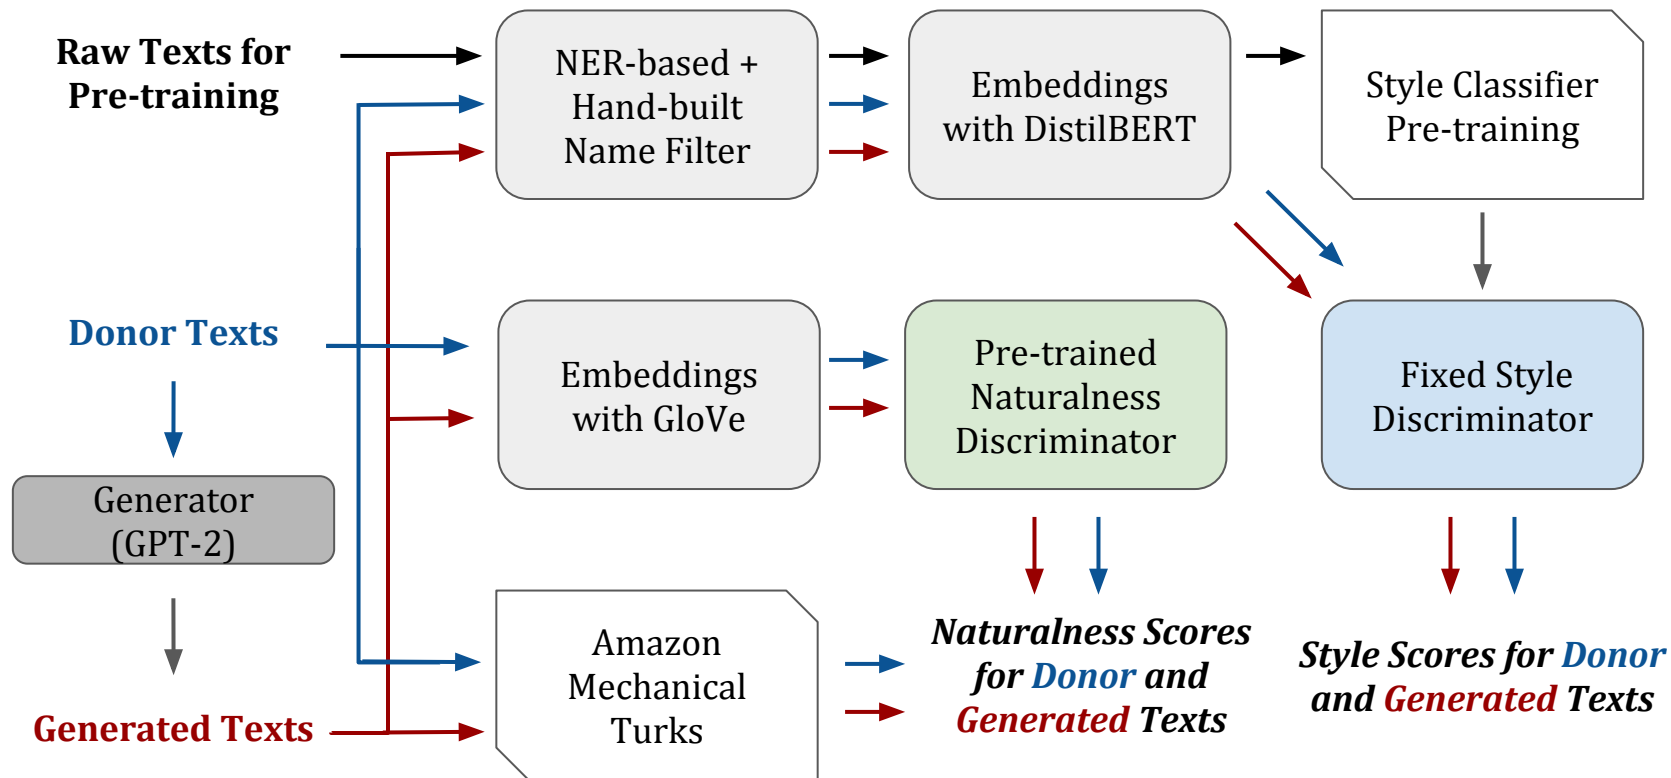 Raw Texts for
Pre-training
NER-based +
Hand-built
Name Filter
Embeddings
with DistilBERT
Style Classifier
Pre-training
Donor Texts
Embeddings
with GloVe
Pre-trained
Naturalness
Discriminator
Fixed Style
Discriminator
Generator
(GPT-2)
Generated Texts
Amazon
Mechanical
Turks
Naturalness Scores
for Donor and
Generated Texts
Style Scores for Donor
and Generated Texts